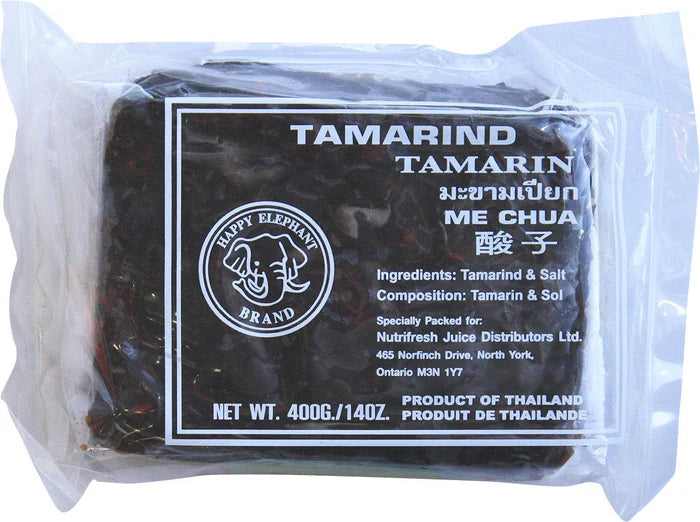 TAMARIND
TAMARIN
มะขามเปียก
ME CHUA
酸子
HAPPY ELEPHANT
BRAND
Ingredients: Tamarind & Salt
Composition: Tamarin & Sol
Specially Packed for:
Nutrifresh Juice Distributors Ltd.
465 Norfinch Drive, North York,
Ontario M3N 1Y7
NET WT. 400G./14OZ.
PRODUCT OF THAILAND
PRODUIT DE THAILANDE